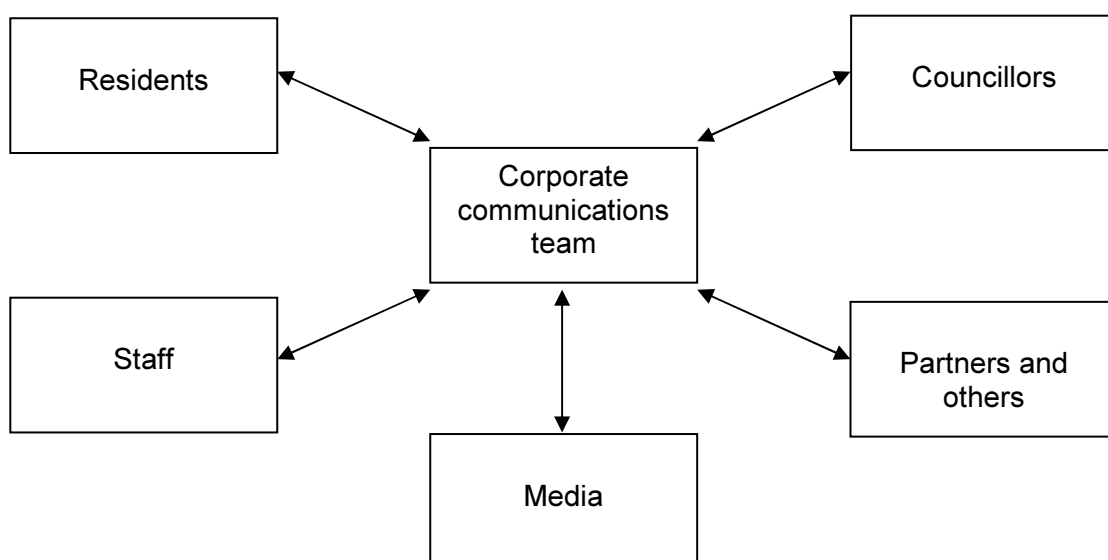 Residents
Councillors
Corporate
communications
team
Staff
Partners and
others
Media